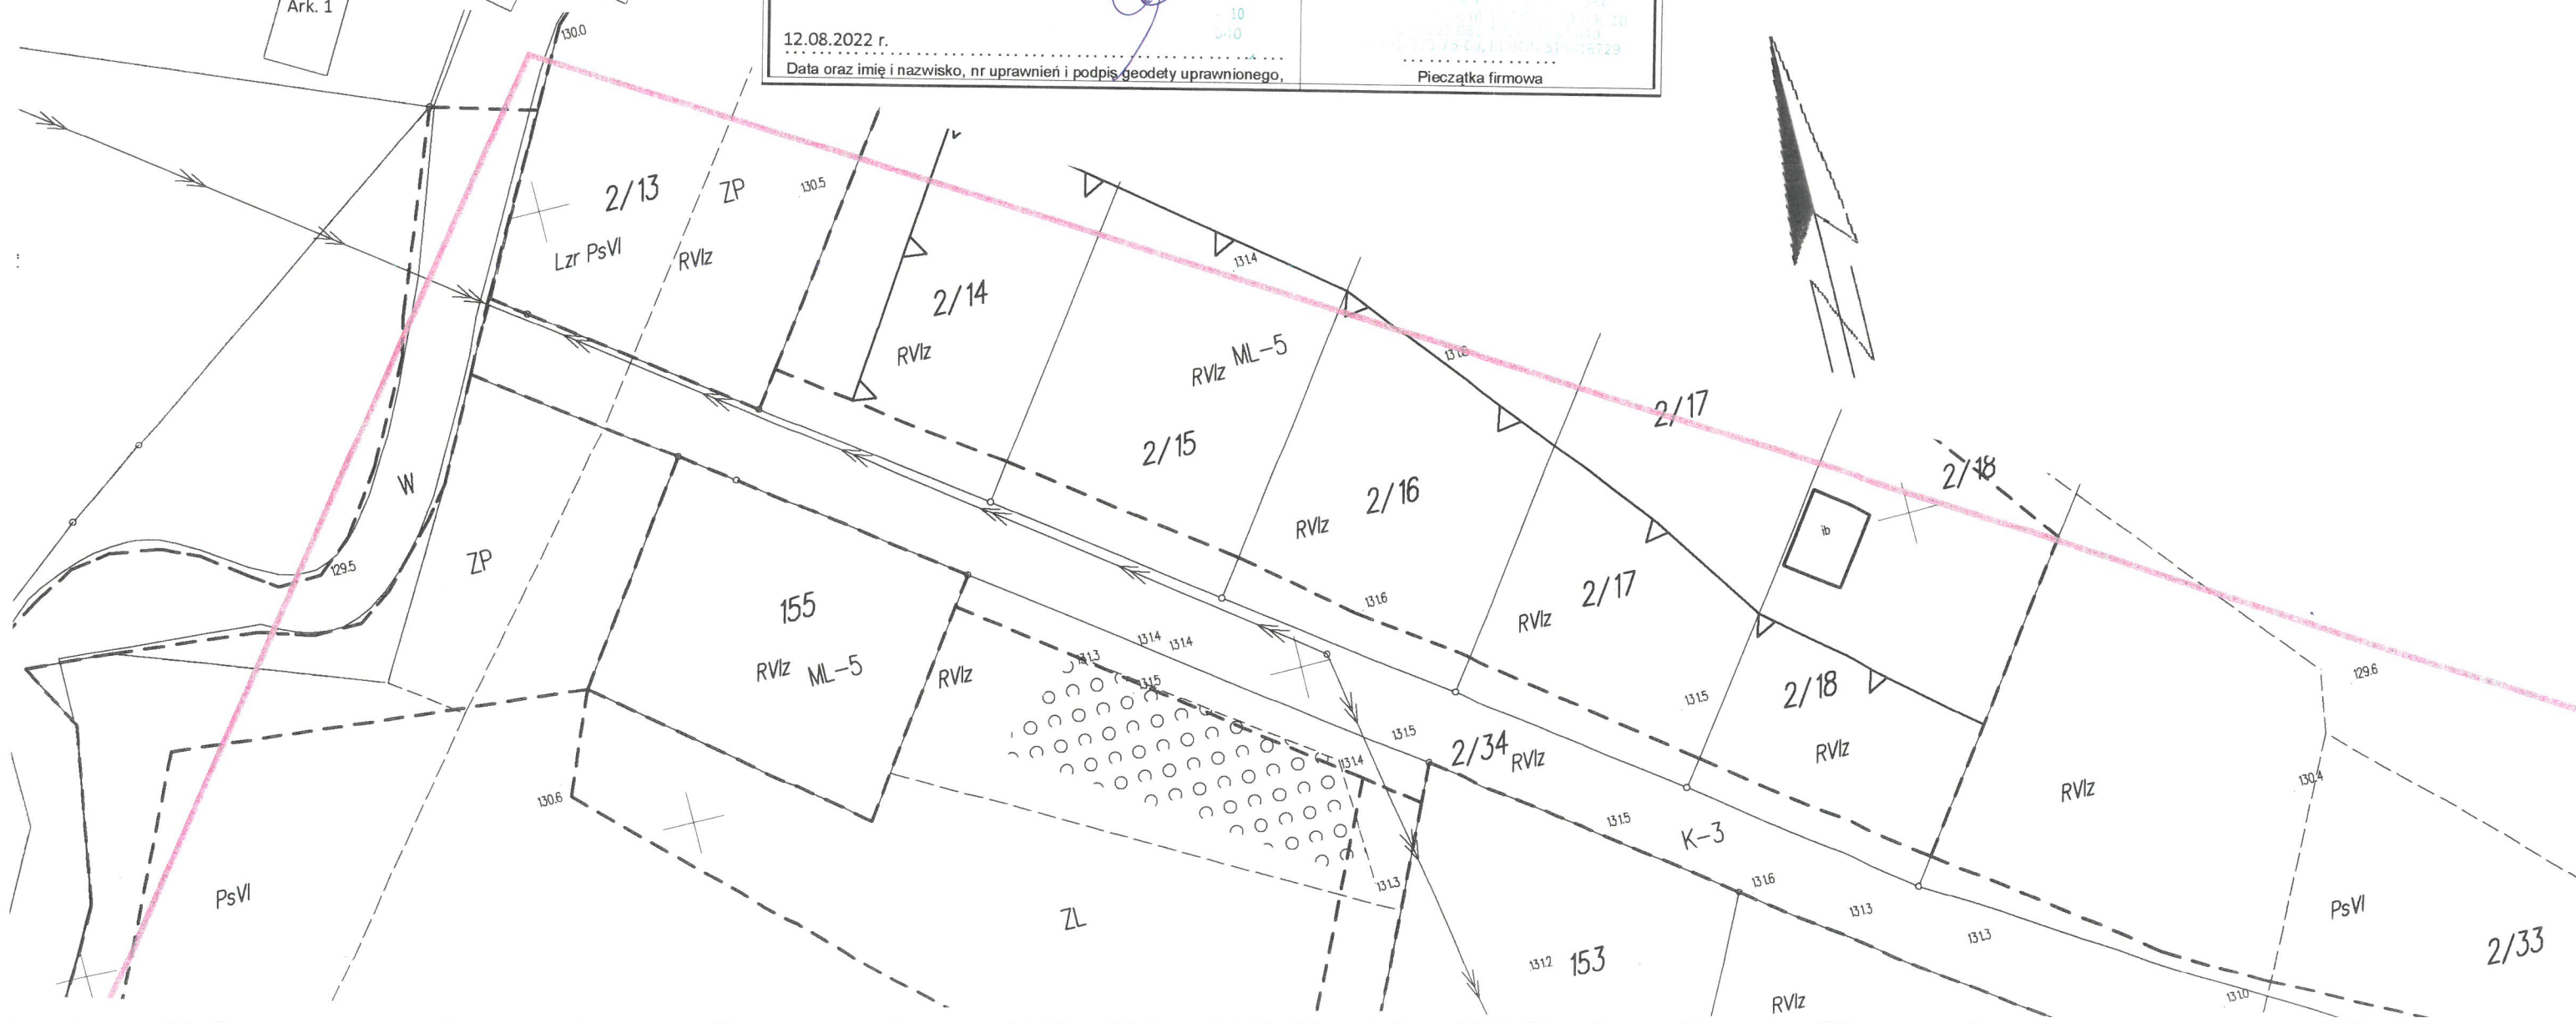 Ark. 1
130.0
12.08.2022 r.
Data oraz imię i nazwisko, nr uprawnień i podpis geodety uprawnionego,
Pieczątka firmowa
2/13
ZP
130.5
Lzr PsVI
RVIz
2/14
RVIz
131.4
RVIz ML-5
2/15
2/16
RVIz
2/17
2/18
ib
W
129.5
ZP
155
RVIz ML-5
RVIz
131.6
2/17
RVIz
131.4 131.4
131.3
131.5
131.5
2/18
RVIz
131.5
2/34 RVIz
131.4
129.6
130.4
RVIz
130.6
131.5
K-3
131.6
131.3
131.3
131.3
PsVI
PsVI
2/33
ZL
131.2 153
RVIz
131.0